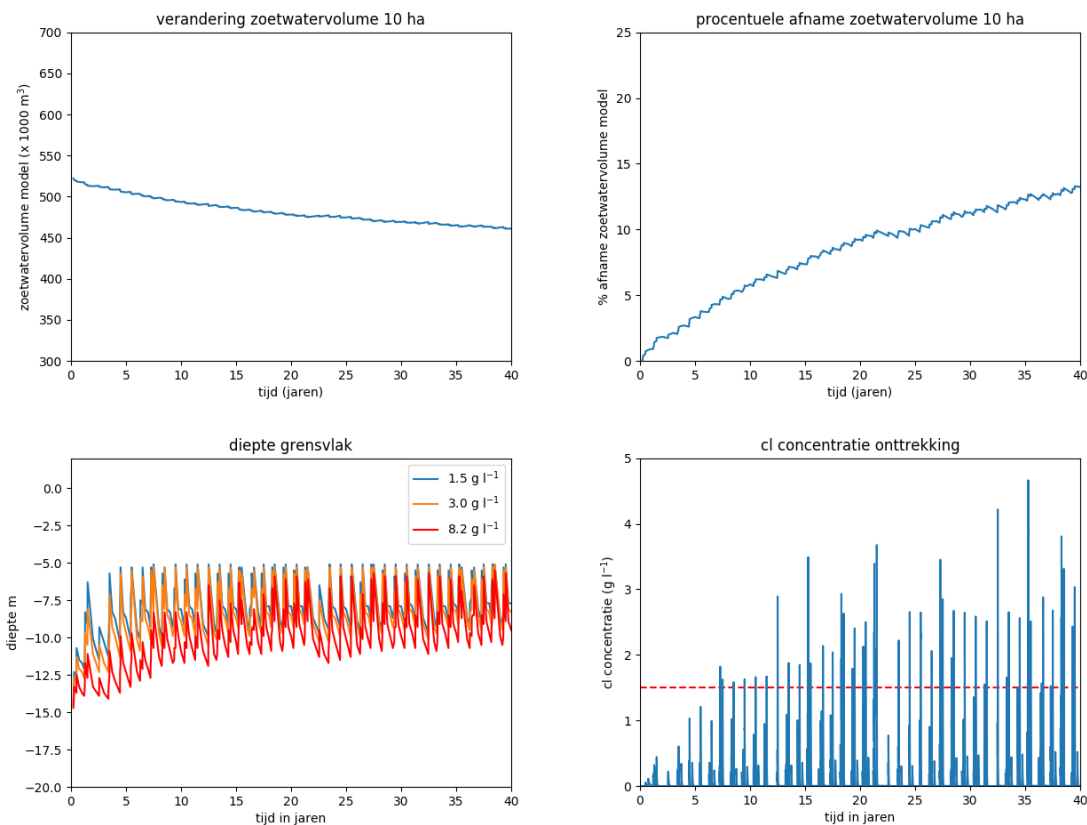 verandering zoetwatervolume 10 ha
zoetwatervolume model (x 1000 m³)
700
650
600
550
500
450
400
350
300
0 5 10 15 20 25 30 35 40
tijd (jaren)
procentuele afname zoetwatervolume 10 ha
% afname zoetwatervolume model
25
20
15
10
5
0
0 5 10 15 20 25 30 35 40
tijd (jaren)
diepte grensvlak
diepte m
0.0
−2.5
−5.0
−7.5
−10.0
−12.5
−15.0
−17.5
−20.0
1.5 g l⁻¹
3.0 g l⁻¹
8.2 g l⁻¹
0 5 10 15 20 25 30 35 40
tijd in jaren
cl concentratie onttrekking
cl concentratie (g l⁻¹)
5
4
3
2
1
0
0 5 10 15 20 25 30 35 40
tijd in jaren